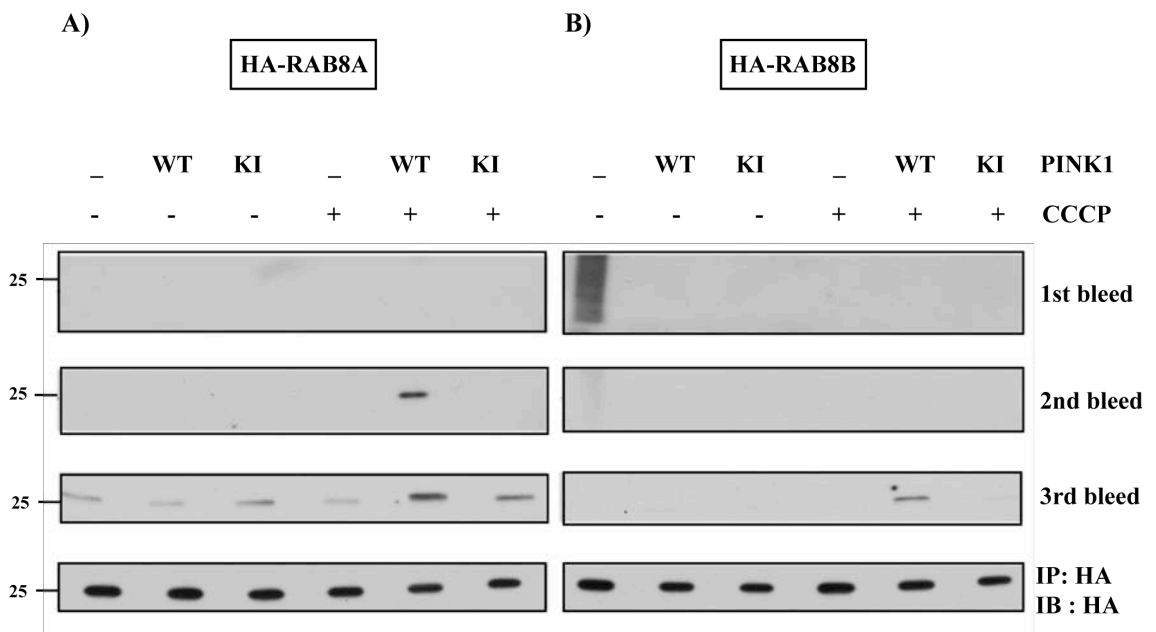 A) B)
HA-RAB8A HA-RAB8B
_ WT KI _ WT KI _ WT KI _ WT KI PINK1
- - - + + + - - - + + + CCCP
25 1st bleed
25 2nd bleed
25 3rd bleed
25 IP: HA
IB : HA